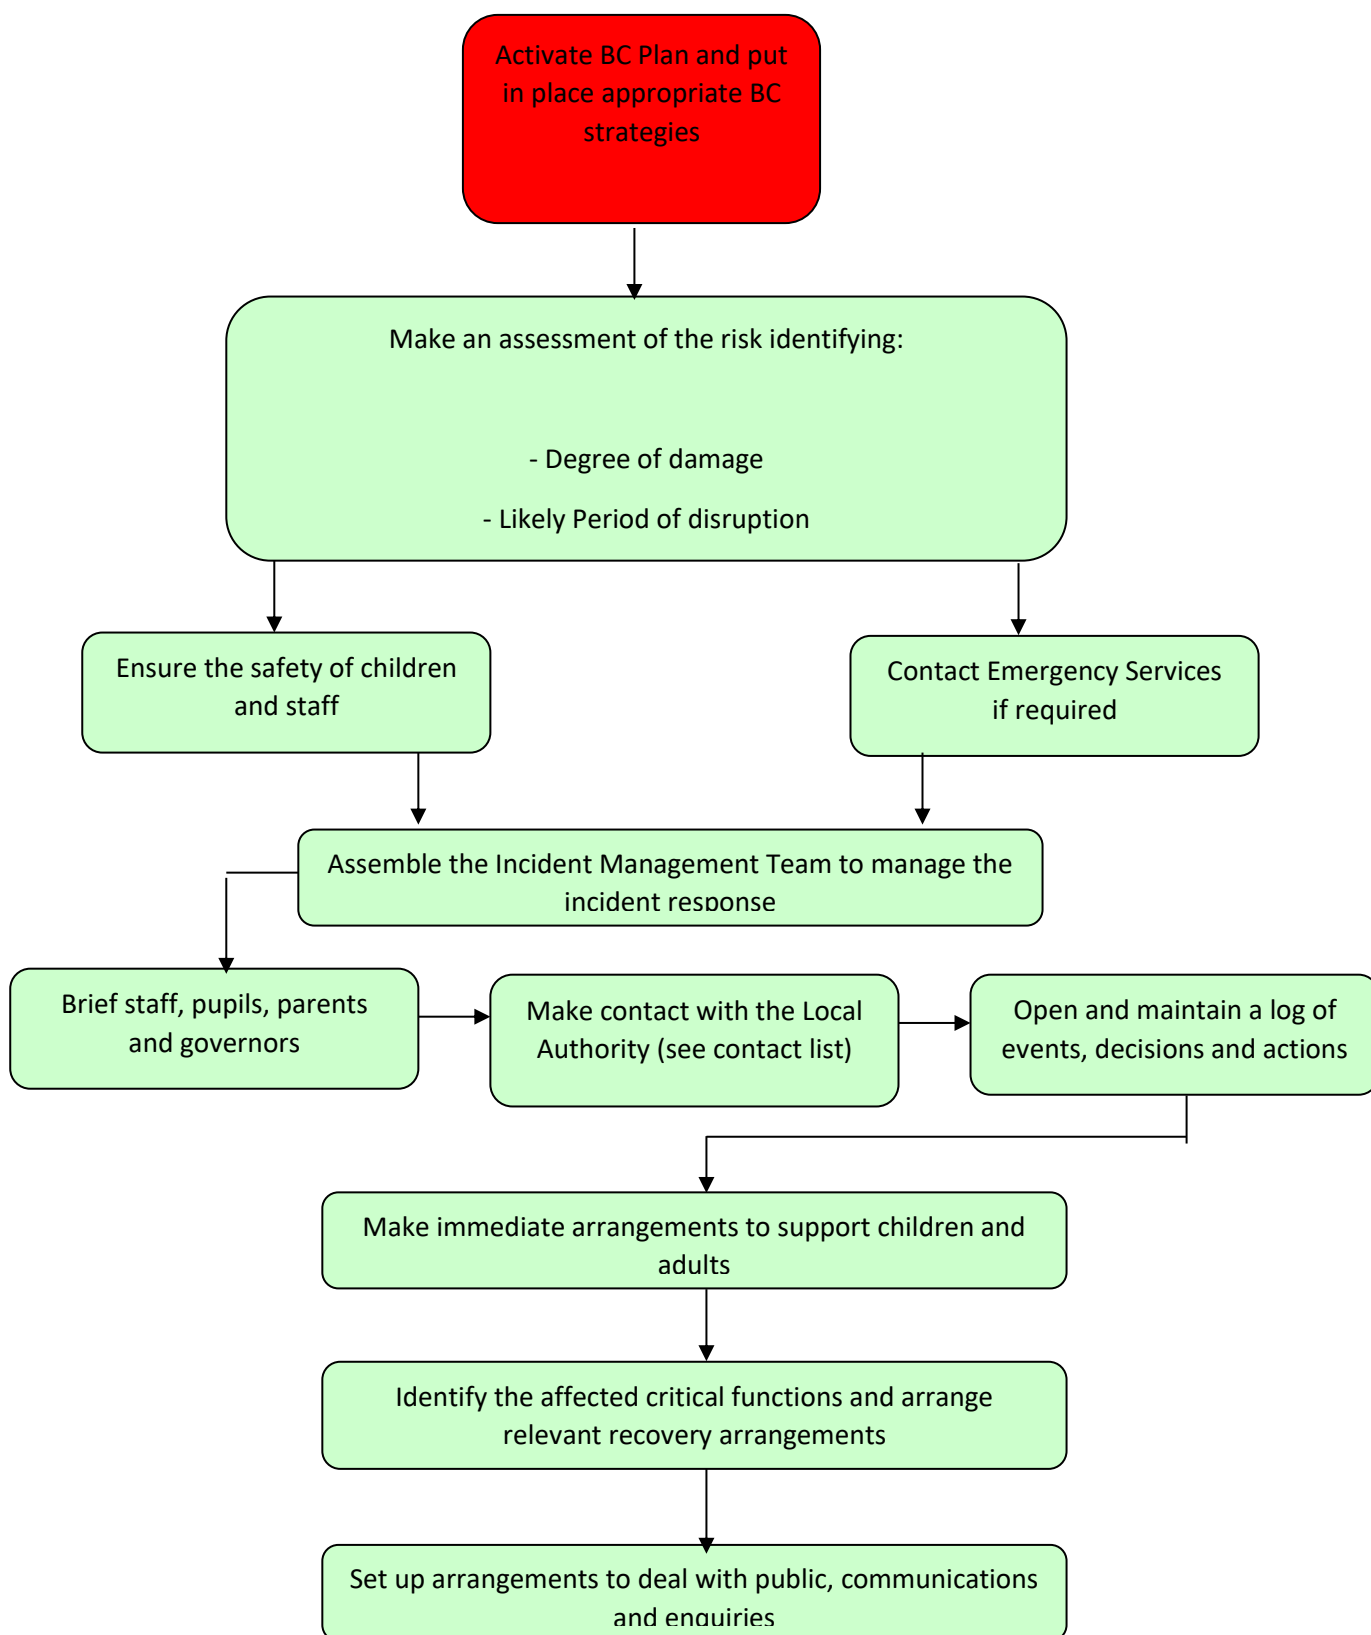 Activate BC Plan and put
in place appropriate BC
strategies
Make an assessment of the risk identifying:
- Degree of damage
- Likely Period of disruption
Ensure the safety of children
and staff
Contact Emergency Services
if required
Assemble the Incident Management Team to manage the
incident response
Brief staff, pupils, parents
and governors
Make contact with the Local
Authority (see contact list)
Open and maintain a log of
events, decisions and actions
Make immediate arrangements to support children and
adults
Identify the affected critical functions and arrange
relevant recovery arrangements
Set up arrangements to deal with public, communications
and enquiries